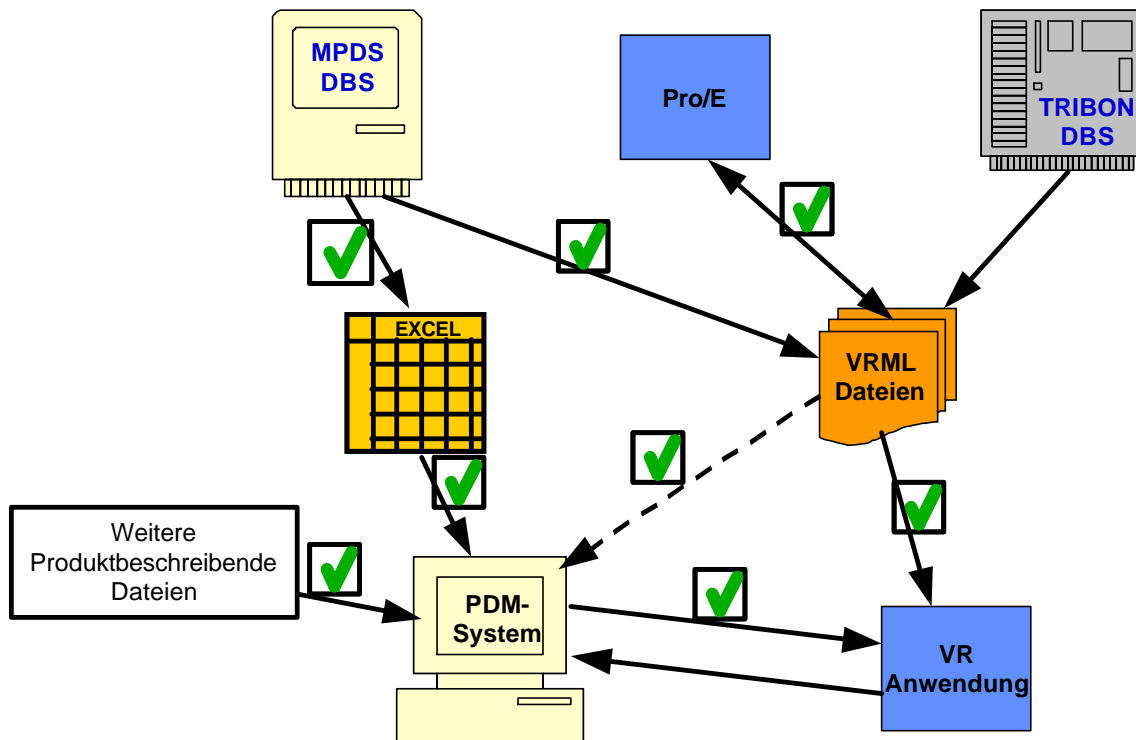 MPDS
DBS
Pro/E
TRIBON
DBS
EXCEL
VRML
Dateien
Weitere
Produktbeschreibende
Dateien
PDM-
System
VR
Anwendung